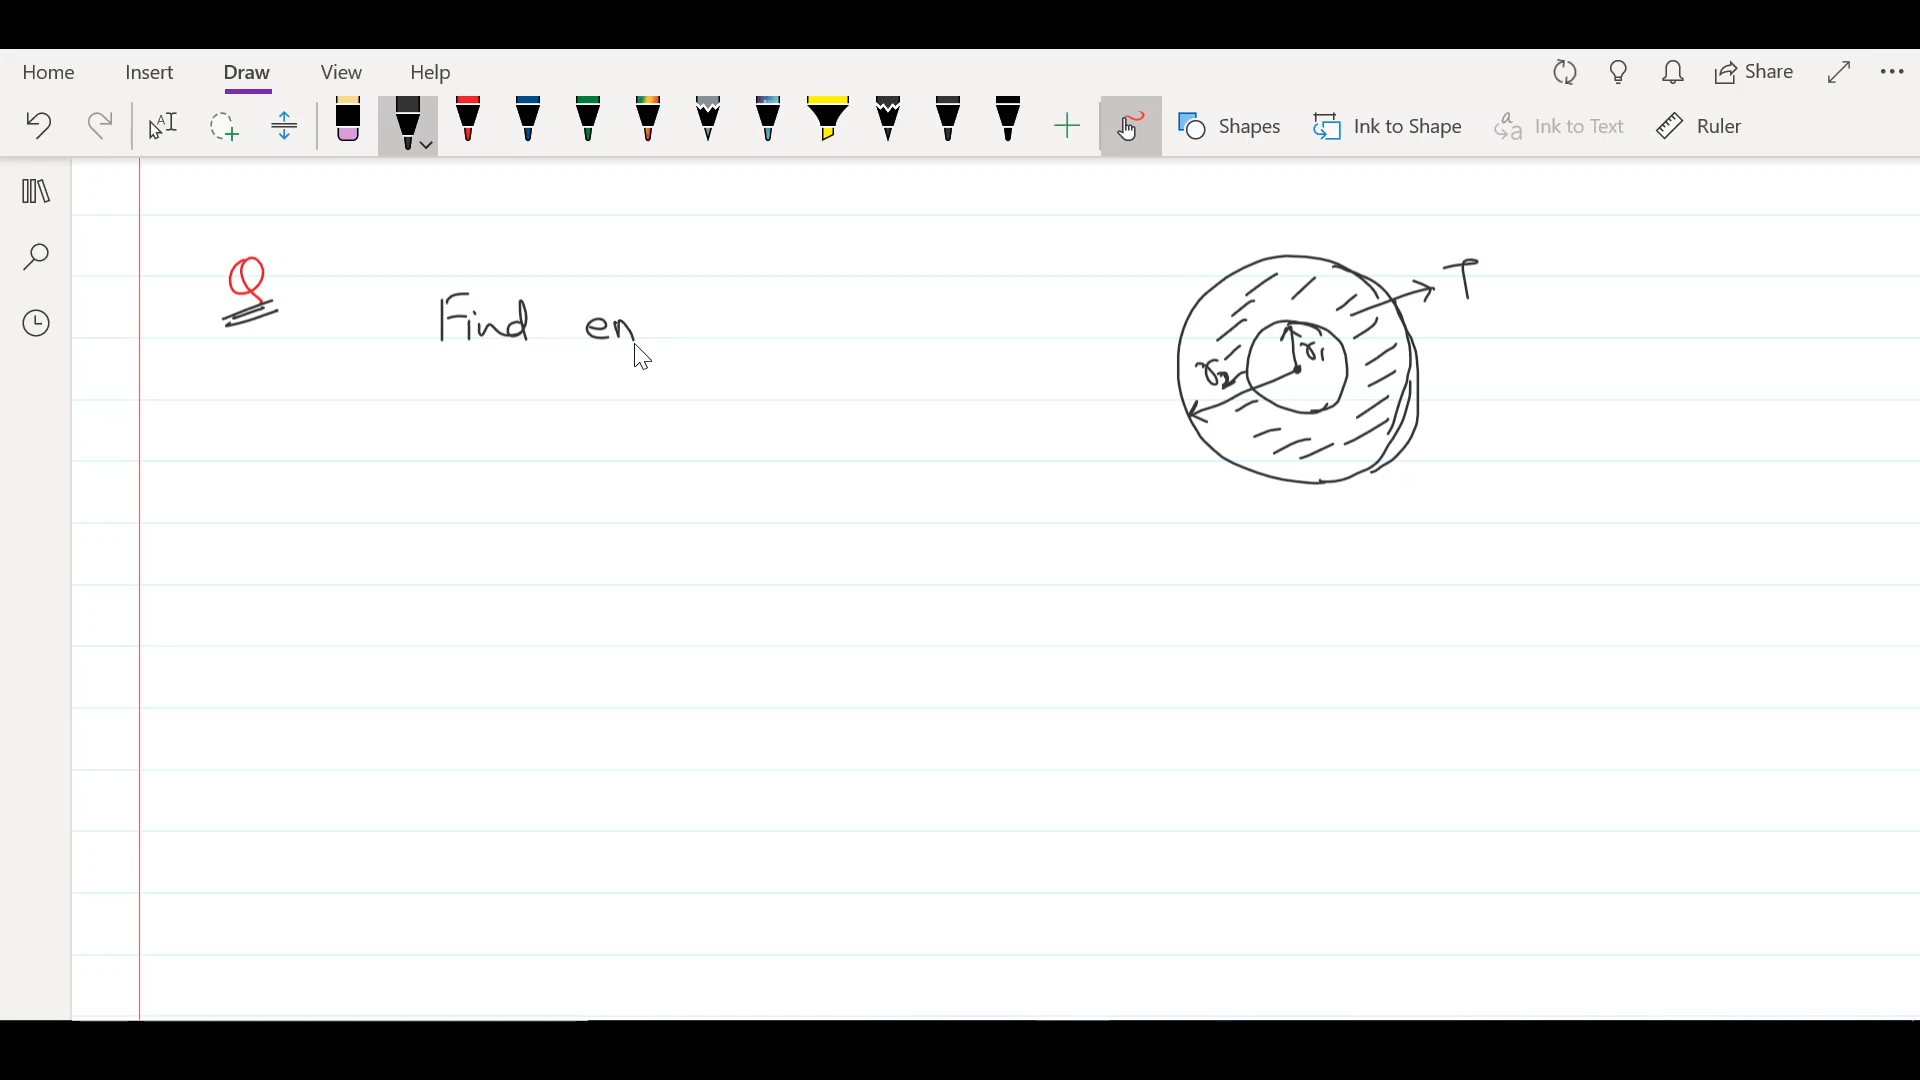 Home Insert Draw View Help Share
Shapes Ink to Shape Ink to Text Ruler
Q
Find en
T
r₁
r₂